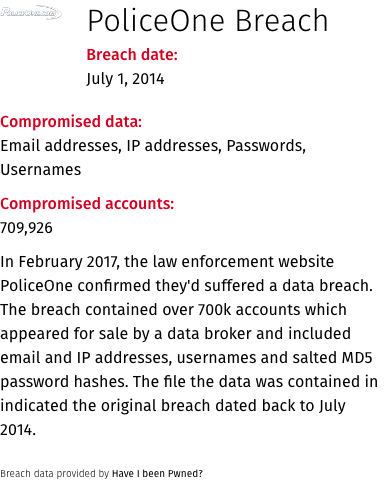 PoliceOne.com
PoliceOne Breach
Breach date:
July 1, 2014
Compromised data:
Email addresses, IP addresses, Passwords,
Usernames
Compromised accounts:
709,926
In February 2017, the law enforcement website
PoliceOne confirmed they'd suffered a data breach.
The breach contained over 700k accounts which
appeared for sale by a data broker and included
email and IP addresses, usernames and salted MD5
password hashes. The file the data was contained in
indicated the original breach dated back to July
2014.
Breach data provided by Have I been Pwned?